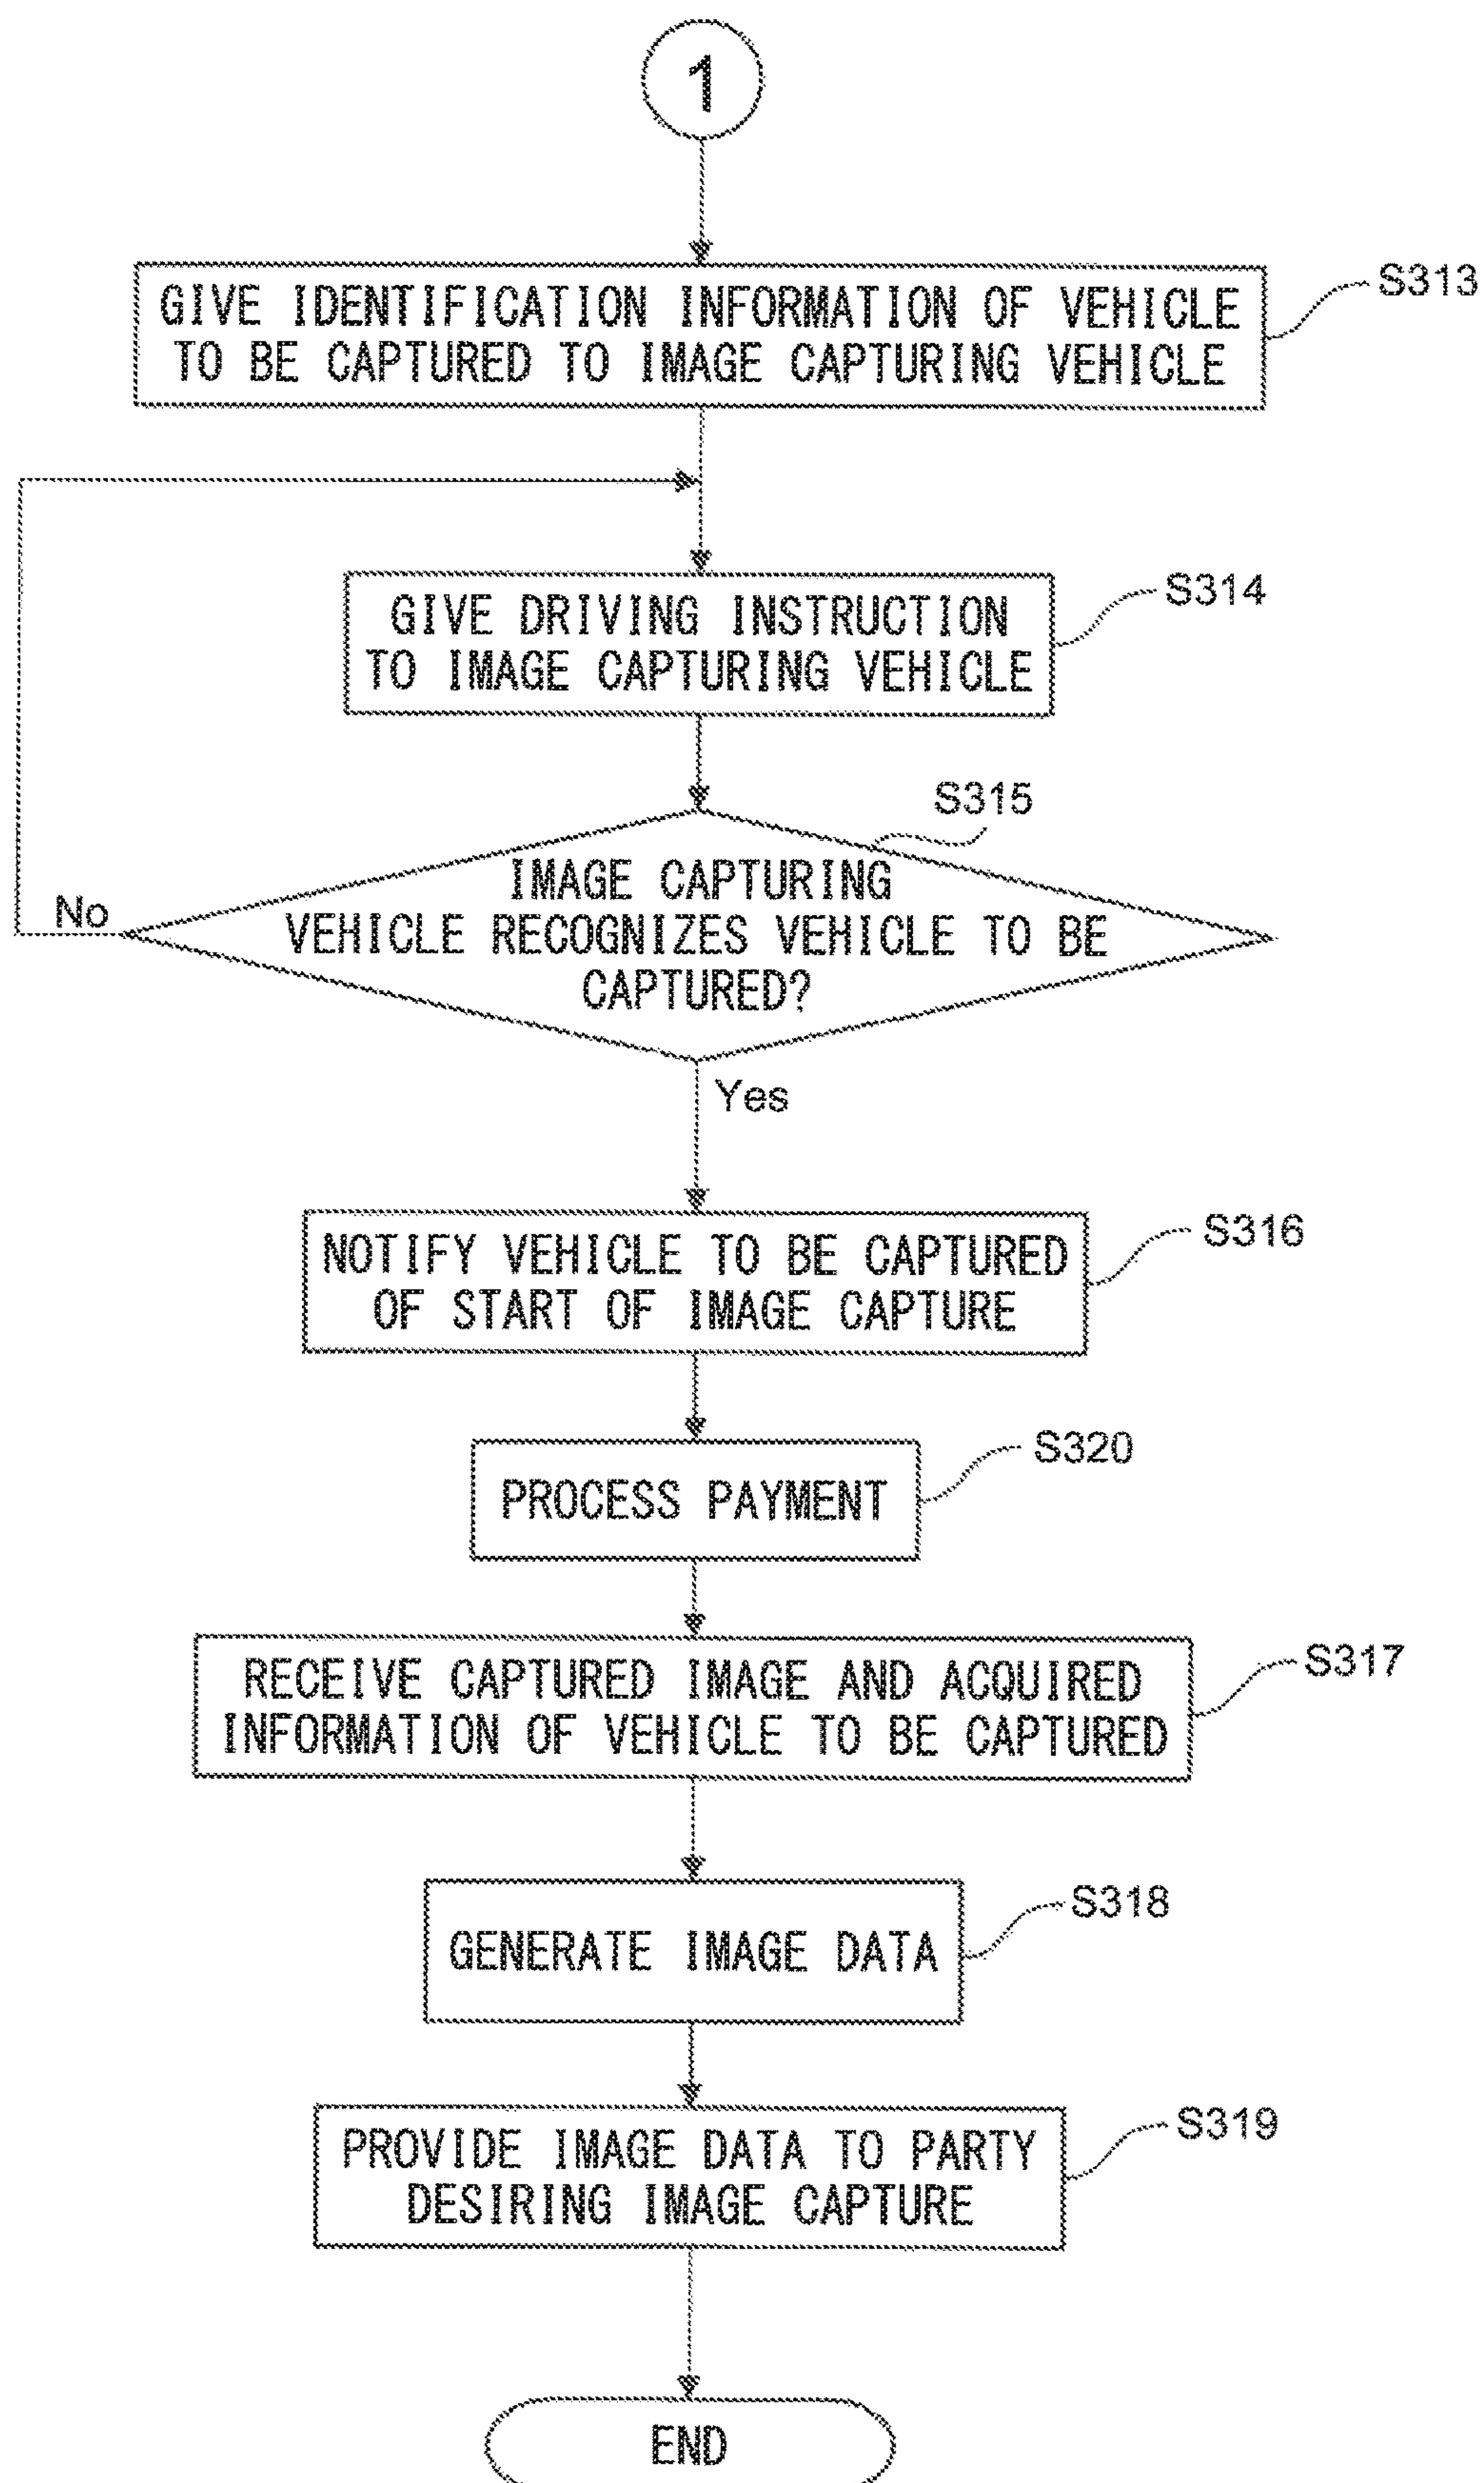 1
GIVE IDENTIFICATION INFORMATION OF VEHICLE
TO BE CAPTURED TO IMAGE CAPTURING VEHICLE
S313
GIVE DRIVING INSTRUCTION
TO IMAGE CAPTURING VEHICLE
S314
S315
IMAGE CAPTURING
VEHICLE RECOGNIZES VEHICLE TO BE
CAPTURED?
No
Yes
NOTIFY VEHICLE TO BE CAPTURED
OF START OF IMAGE CAPTURE
S316
PROCESS PAYMENT
S320
RECEIVE CAPTURED IMAGE AND ACQUIRED
INFORMATION OF VEHICLE TO BE CAPTURED
S317
GENERATE IMAGE DATA
S318
PROVIDE IMAGE DATA TO PARTY
DESIRING IMAGE CAPTURE
S319
END